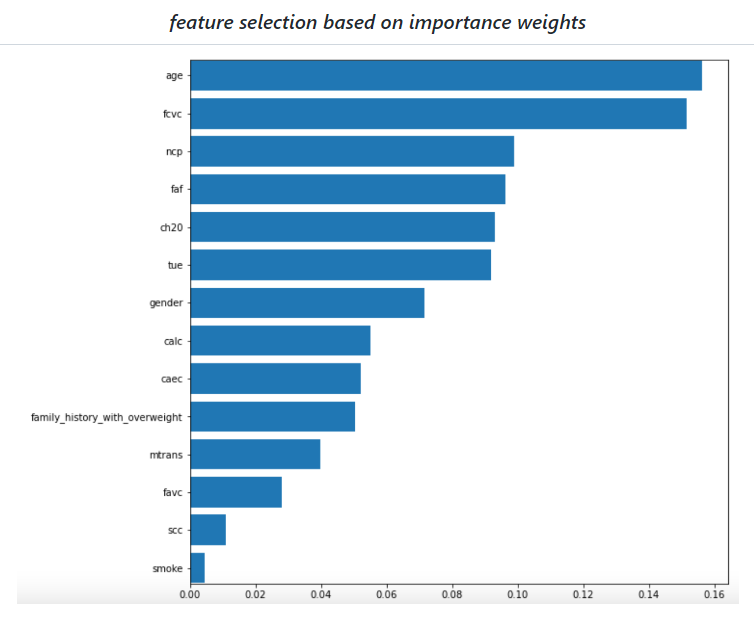 feature selection based on importance weights
age
fcvc
ncp
faf
ch20
tue
gender
calc
caec
family_history_with_overweight
mtrans
favc
scc
smoke
0.00 0.02 0.04 0.06 0.08 0.10 0.12 0.14 0.16